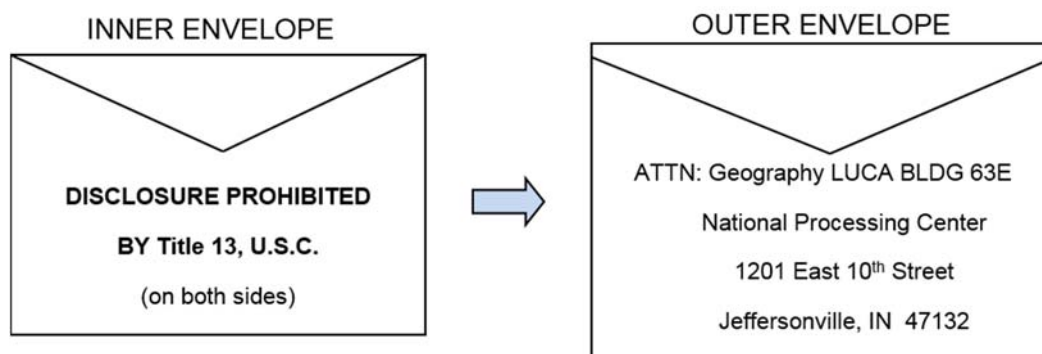 INNER ENVELOPE
DISCLOSURE PROHIBITED
BY Title 13, U.S.C.
(on both sides)
OUTER ENVELOPE
ATTN: Geography LUCA BLDG 63E
National Processing Center
1201 East 10th Street
Jeffersonville, IN 47132